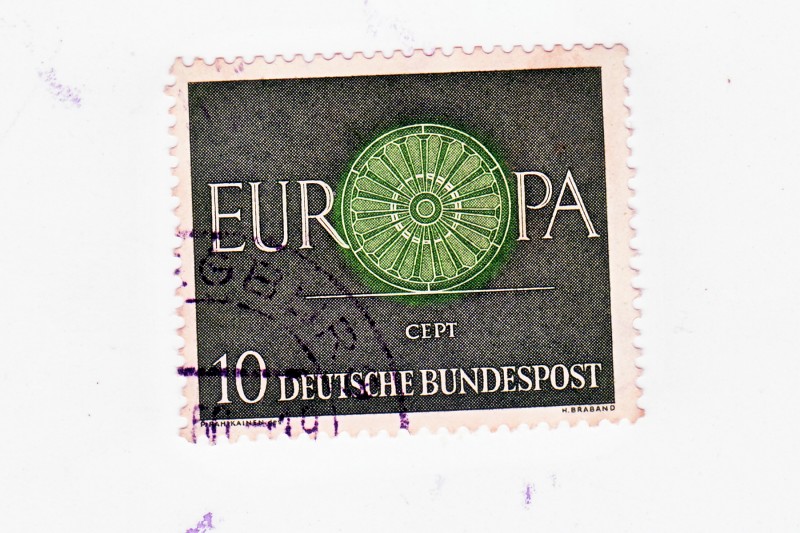 EUROPA
CEPT
10 DEUTSCHE BUNDESPOST
H. BRABAND